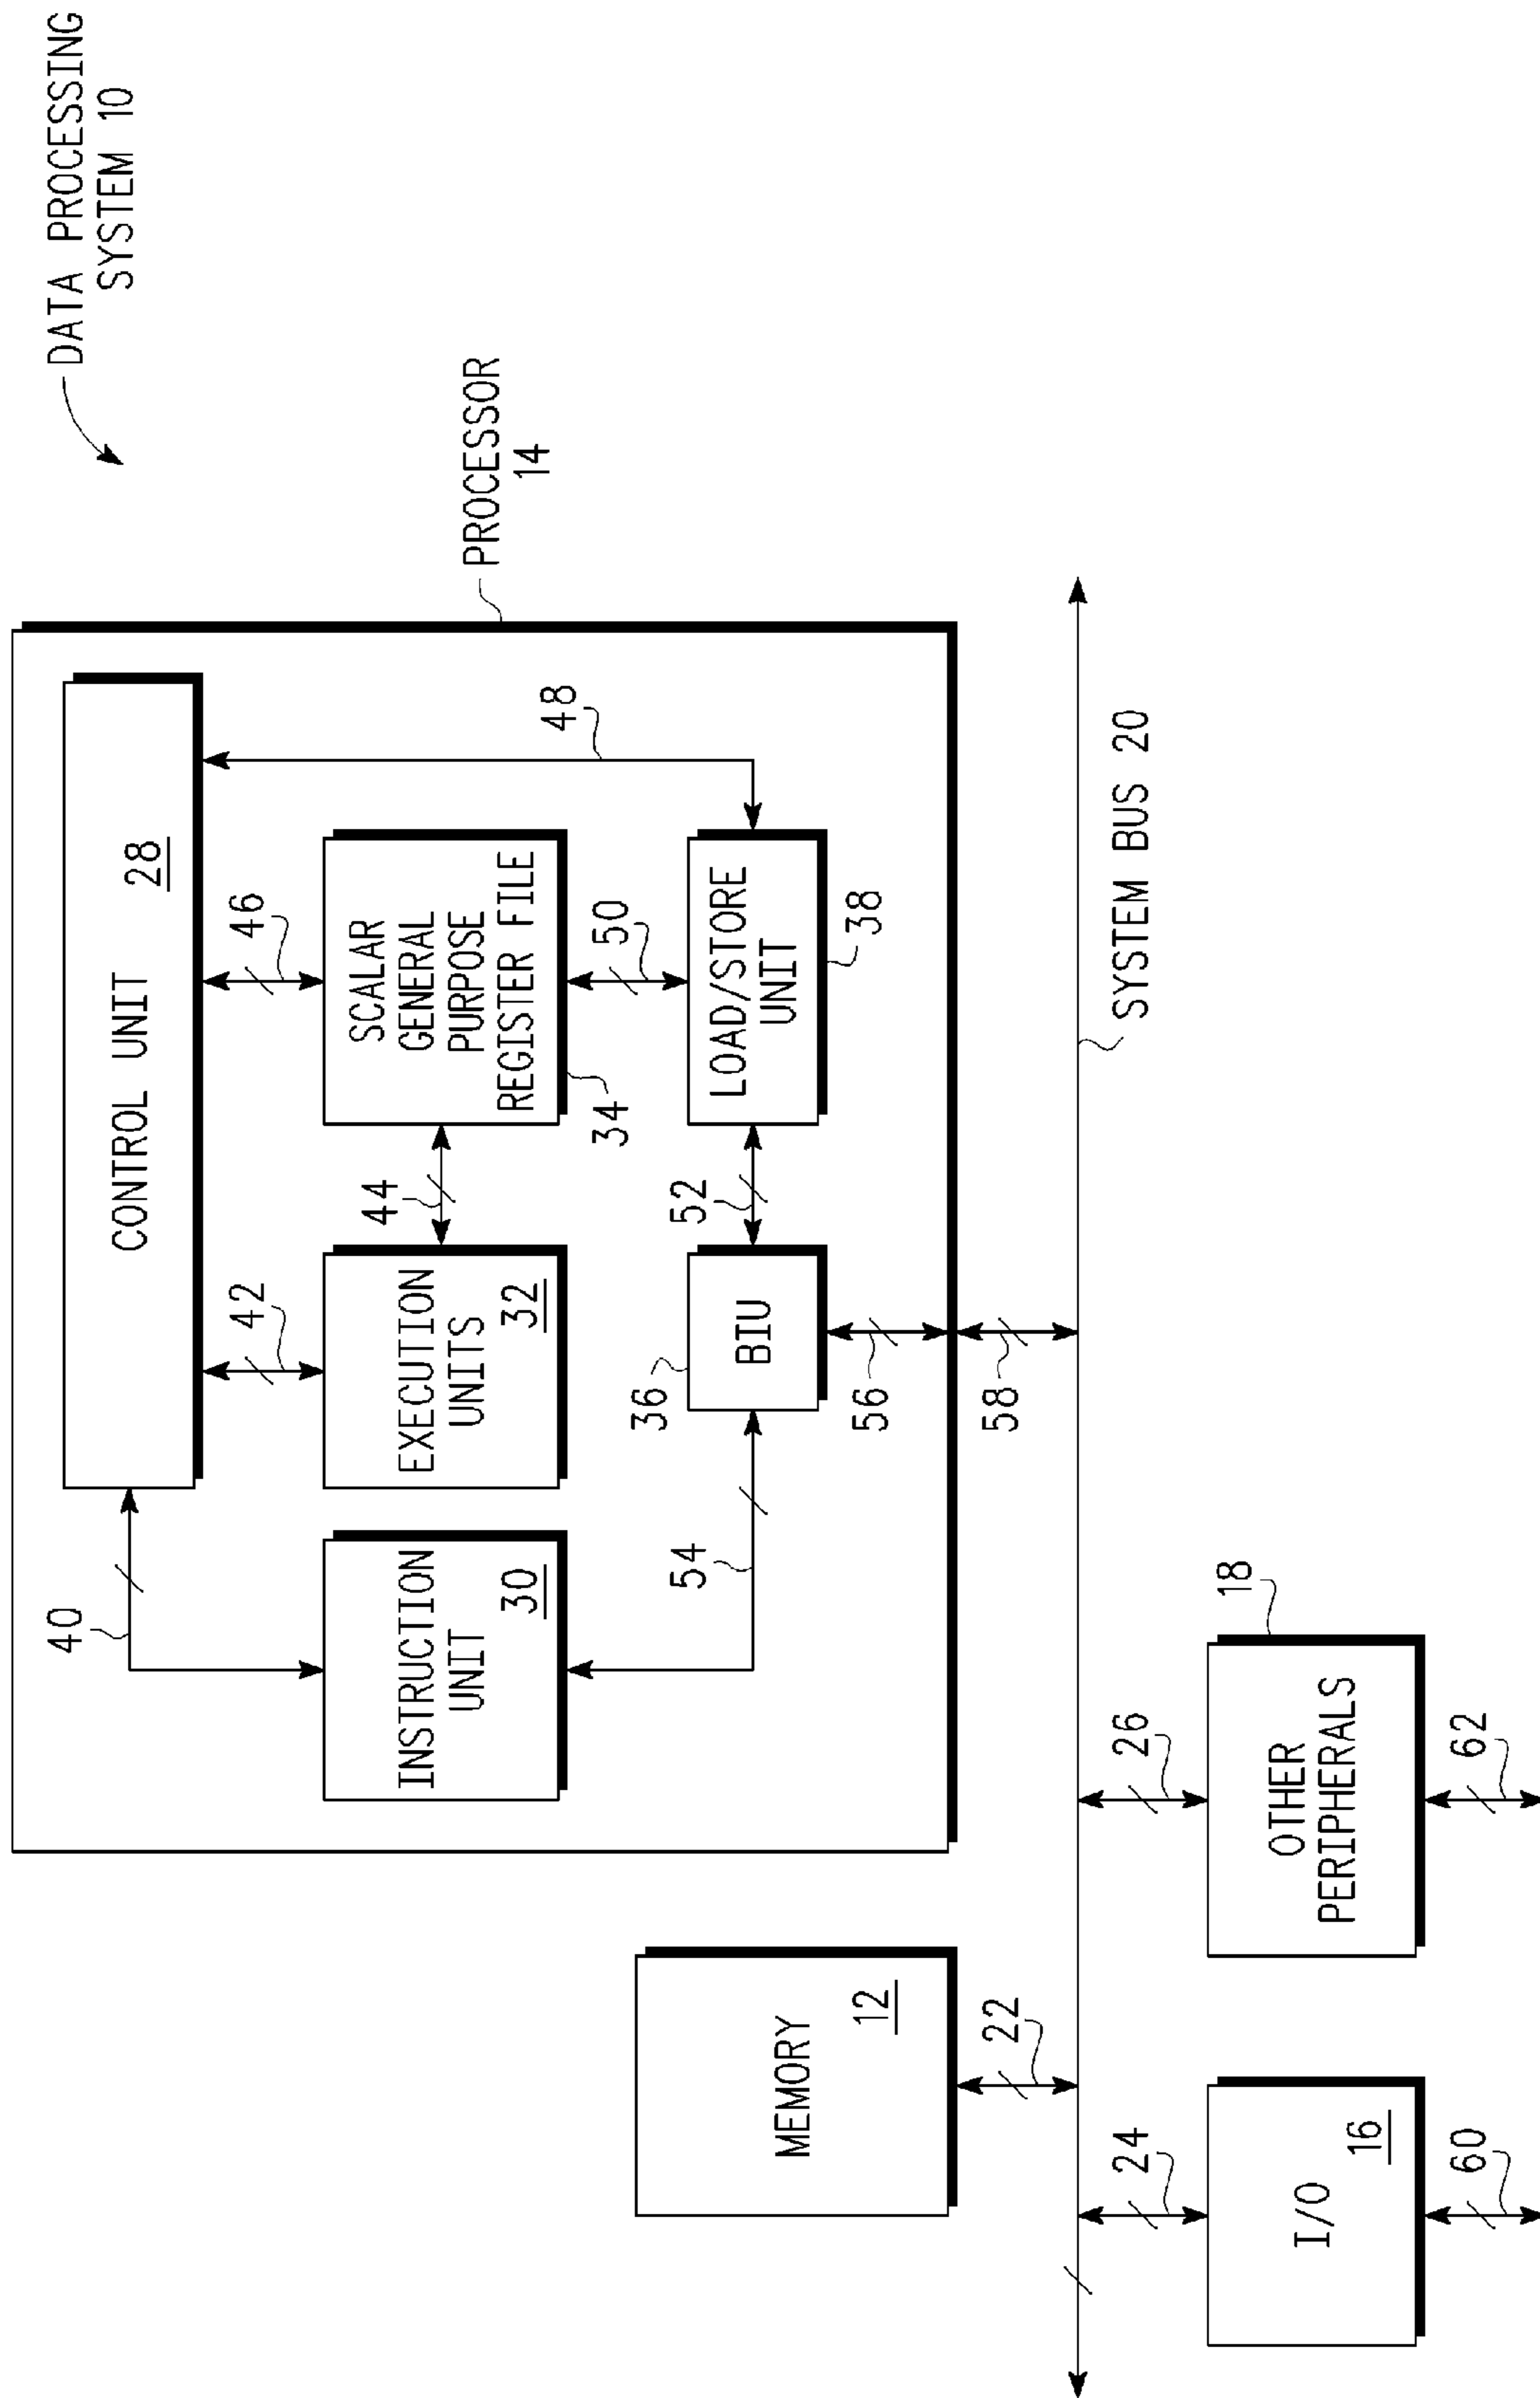 DATA PROCESSING
SYSTEM 10
PROCESSOR
14
CONTROL UNIT
28
40
42
46
48
INSTRUCTION
UNIT
30
EXECUTION
UNITS
32
44
SCALAR
GENERAL
PURPOSE
REGISTER FILE
34
50
54
36
BIU
52
LOAD/STORE
UNIT
38
56
58
MEMORY
12
22
SYSTEM BUS 20
24
26
I/O
16
OTHER
PERIPHERALS
18
60
62